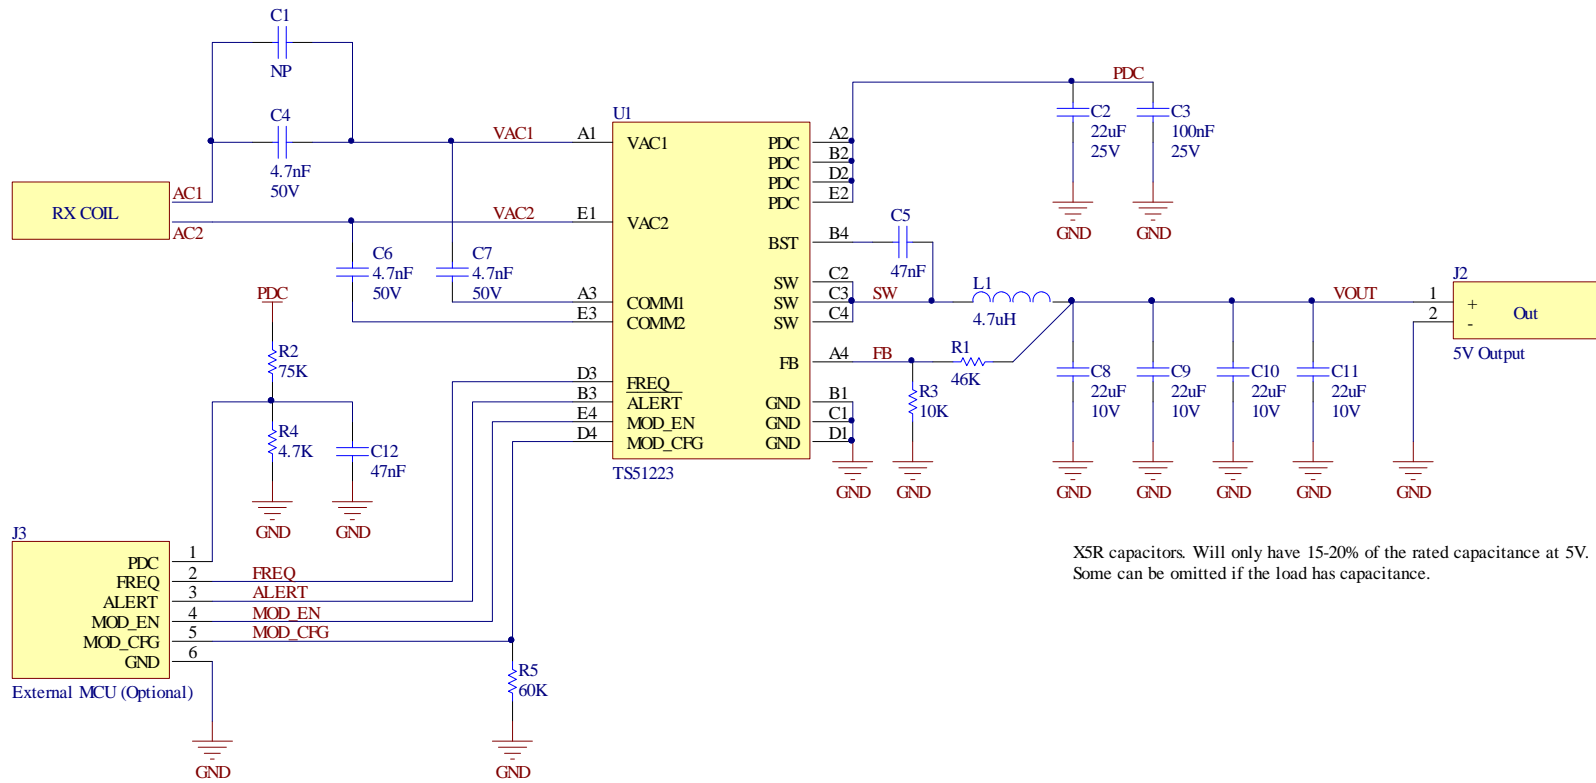 C1
NP
C4
4.7nF
50V
RX COIL
AC1
AC2
VAC1
A1
VAC2
E1
C6
4.7nF
50V
C7
4.7nF
50V
A3
E3
U1
VAC1
VAC2
COMM1
COMM2
FREQ
ALERT
MOD_EN
MOD_CFG
PDC
PDC
PDC
PDC
BST
SW
SW
SW
FB
GND
GND
GND
TS51223
D3
B3
E4
D4
A2
B2
D2
E2
B4
C2
C3
C4
A4
B1
C1
D1
GND
PDC
C2
22uF
25V
GND
C3
100nF
25V
GND
C5
47nF
SW
L1
4.7uH
FB
R1
46K
R3
10K
GND
C8
22uF
10V
GND
C9
22uF
10V
GND
C10
22uF
10V
GND
C11
22uF
10V
GND
VOUT
1
2
GND
J2
+
-
Out
5V Output
PDC
R2
75K
R4
4.7K
GND
C12
47nF
GND
J3
PDC
FREQ
ALERT
MOD_EN
MOD_CFG
GND
1
2
3
4
5
6
FREQ
ALERT
MOD_EN
MOD_CFG
External MCU (Optional)
GND
R5
60K
GND
X5R capacitors. Will only have 15-20% of the rated capacitance at 5V.
Some can be omitted if the load has capacitance.